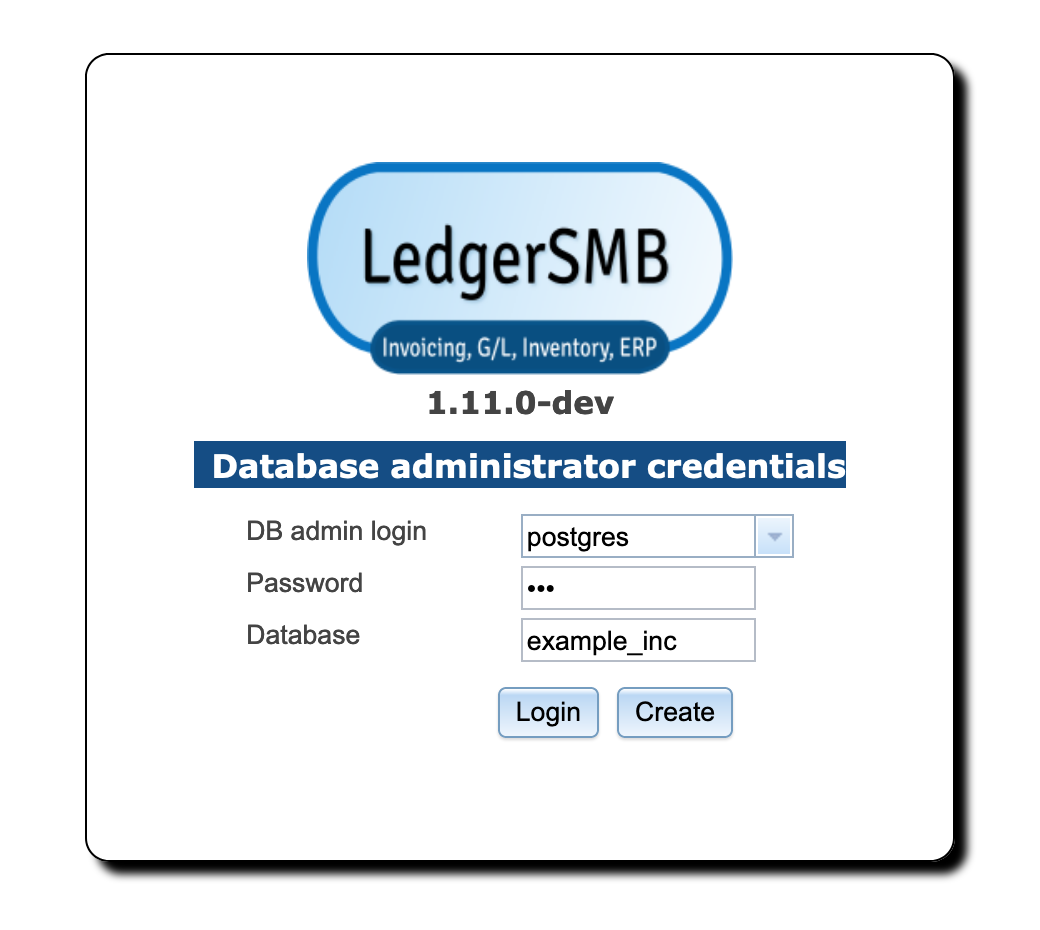 LedgerSMB
Invoicing, G/L, Inventory, ERP
1.11.0-dev
Database administrator credentials
DB admin login postgres
Password •••
Database example_inc
Login Create